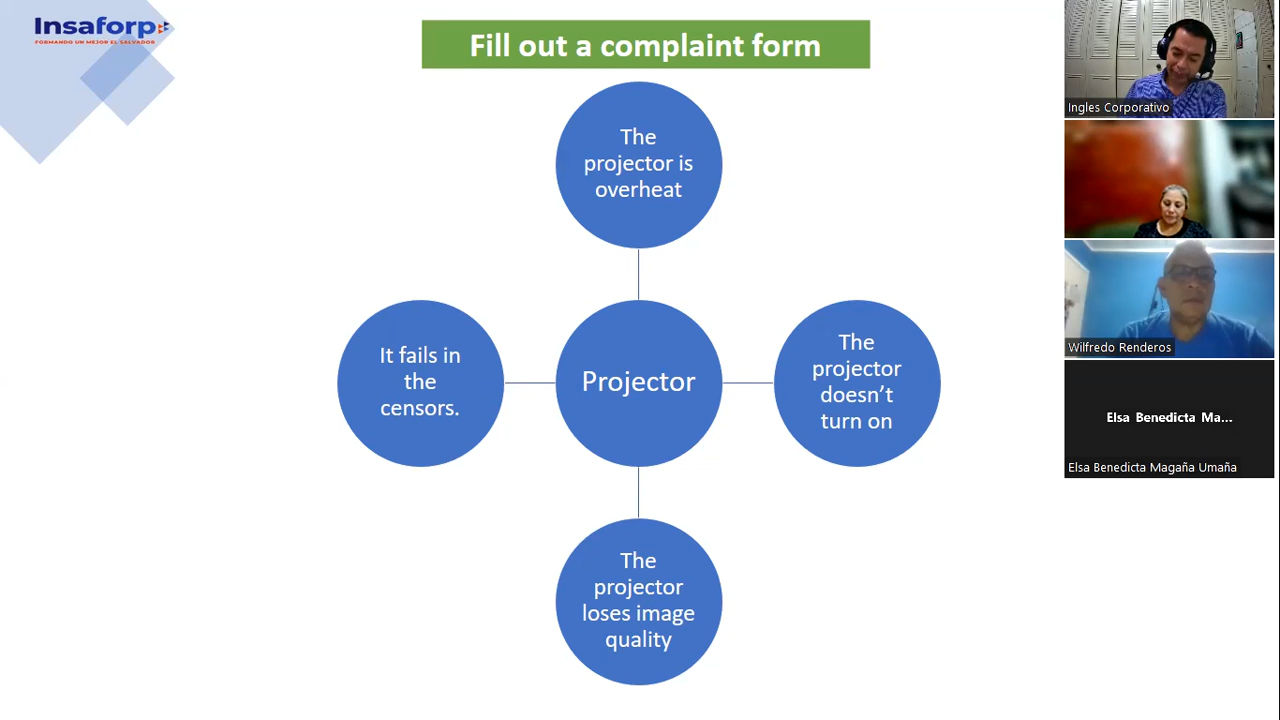 Insaforp
FORMANDO UN MEJOR EL SALVADOR
Fill out a complaint form
The
projector is
overheat
It fails in
the
censors.
Projector
The
projector
doesn’t
turn on
The
projector
loses image
quality
Ingles Corporativo
Wilfredo Renderos
Elsa Benedicta Ma...
Elsa Benedicta Magaña Umaña